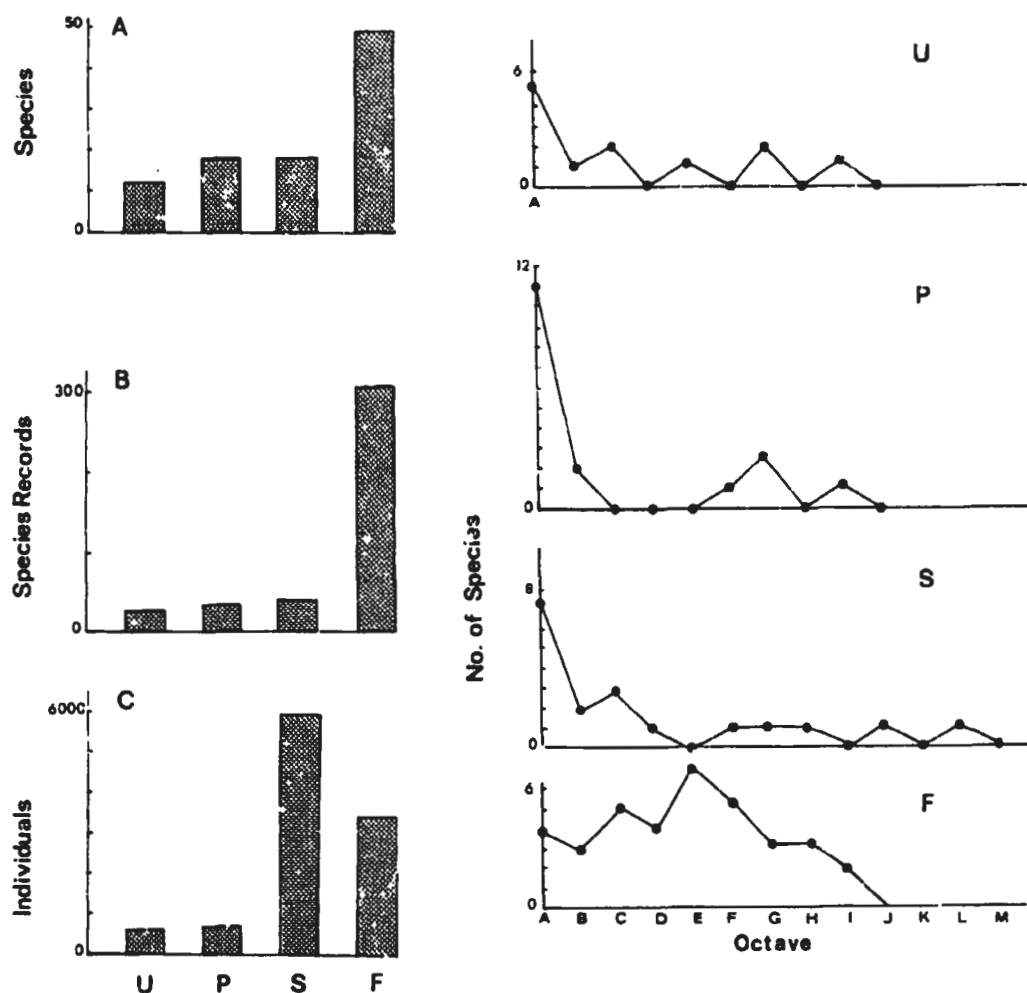 A
50
Species
0
B
300
Species Records
0
C
6000
Individuals
0
U P S F
U
6
0
A
P
12
0
No. of Species
S
8
0
F
6
0
A B C D E F G H I J K L M
Octave